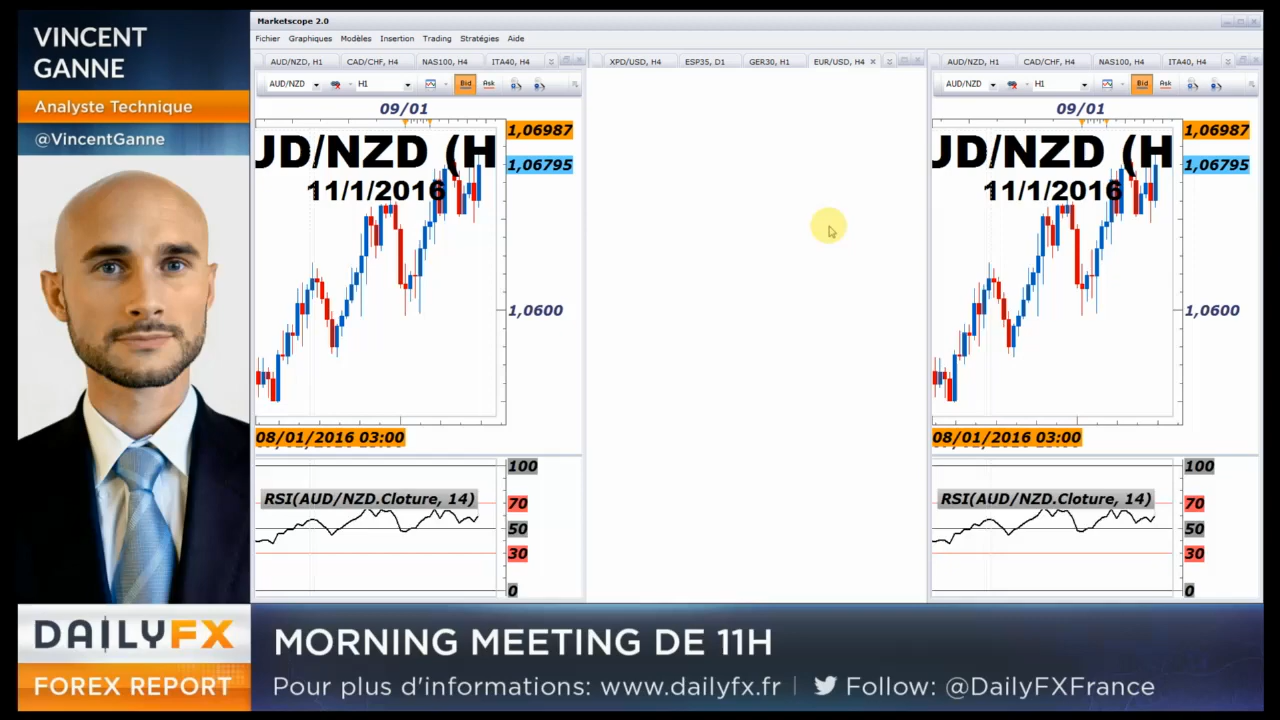 VINCENT
GANNE
Analyste Technique
@VincentGanne
Marketscope 2.0
Fichier Graphiques Modèles Insertion Trading Stratégies Aide
AUD/NZD, H1 CAD/CHF, H4 NAS100, H4 ITA40, H4
AUD/NZD H1 Bid Ask
09/01
UD/NZD (H
11/1/2016
1,06987
1,06795
1,0600
08/01/2016 03:00
RSI(AUD/NZD.Cloture, 14)
100
70
50
30
0
XPD/USD, H4 ESP35, D1 GER30, H1 EUR/USD, H4
AUD/NZD, H1 CAD/CHF, H4 NAS100, H4 ITA40, H4
AUD/NZD H1 Bid Ask
09/01
UD/NZD (H
11/1/2016
1,06987
1,06795
1,0600
08/01/2016 03:00
RSI(AUD/NZD.Cloture, 14)
100
70
50
30
0
DAILYFX
FOREX REPORT
MORNING MEETING DE 11H
Pour plus d'informations: www.dailyfx.fr | Follow: @DailyFXFrance